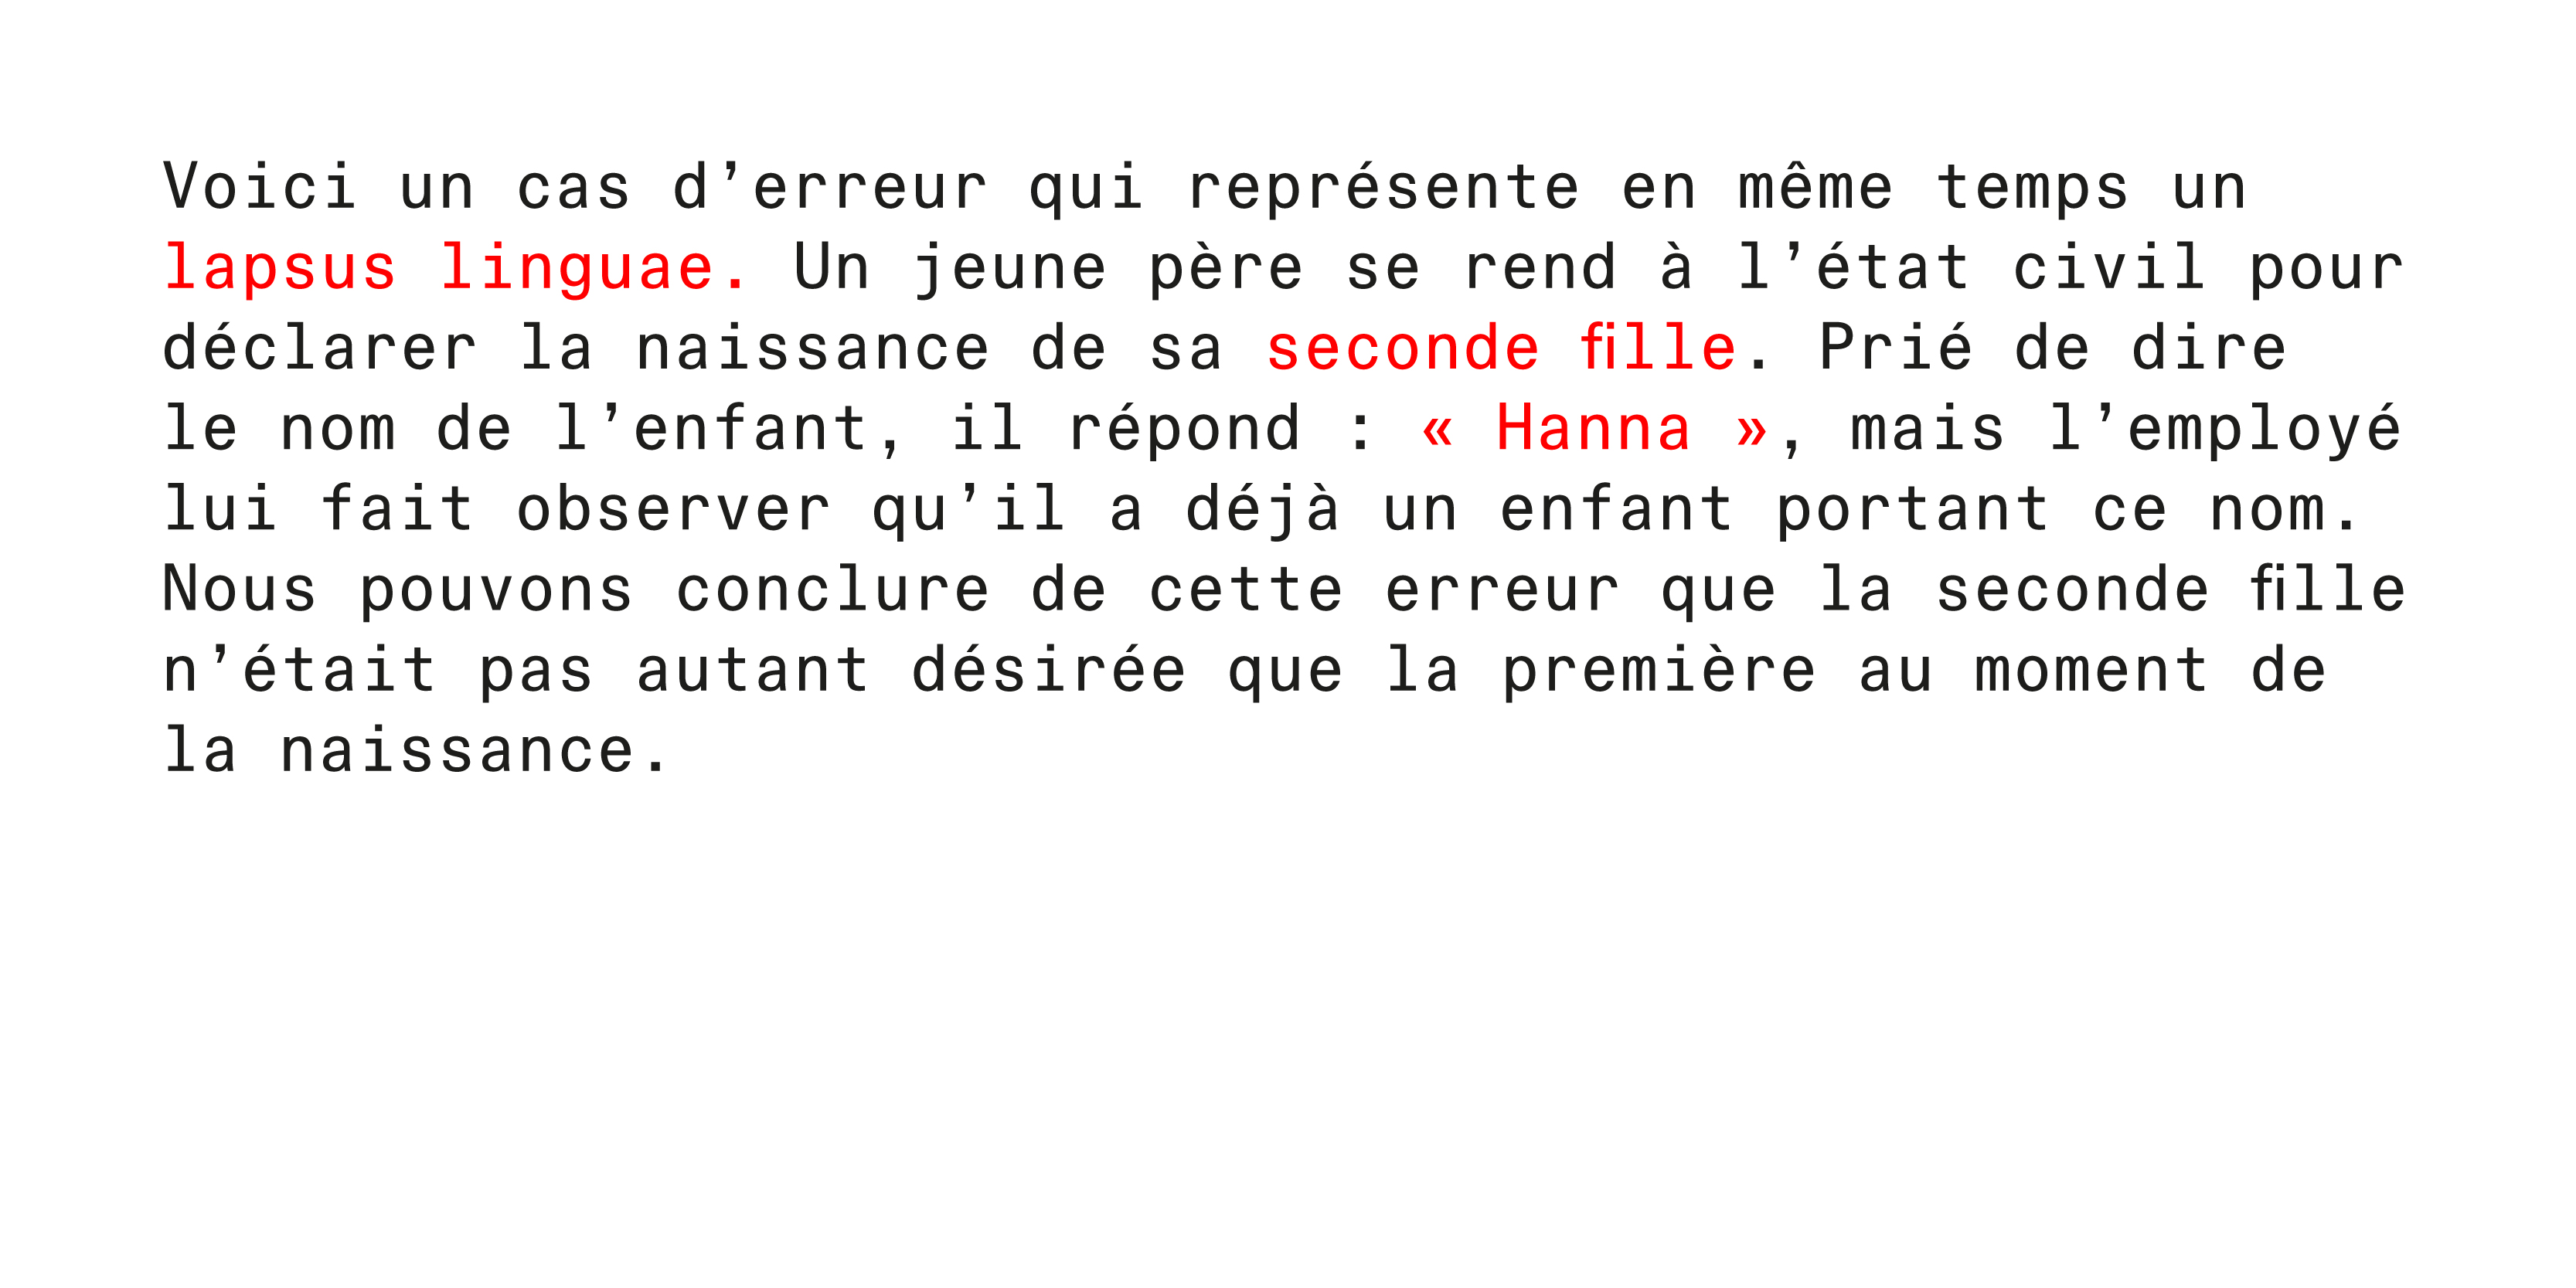 Voici un cas d’erreur qui représente en même temps un
lapsus linguae. Un jeune père se rend à l’état civil pour
déclarer la naissance de sa seconde fille. Prié de dire
le nom de l’enfant, il répond : « Hanna », mais l’employé
lui fait observer qu’il a déjà un enfant portant ce nom.
Nous pouvons conclure de cette erreur que la seconde fille
n’était pas autant désirée que la première au moment de
la naissance.